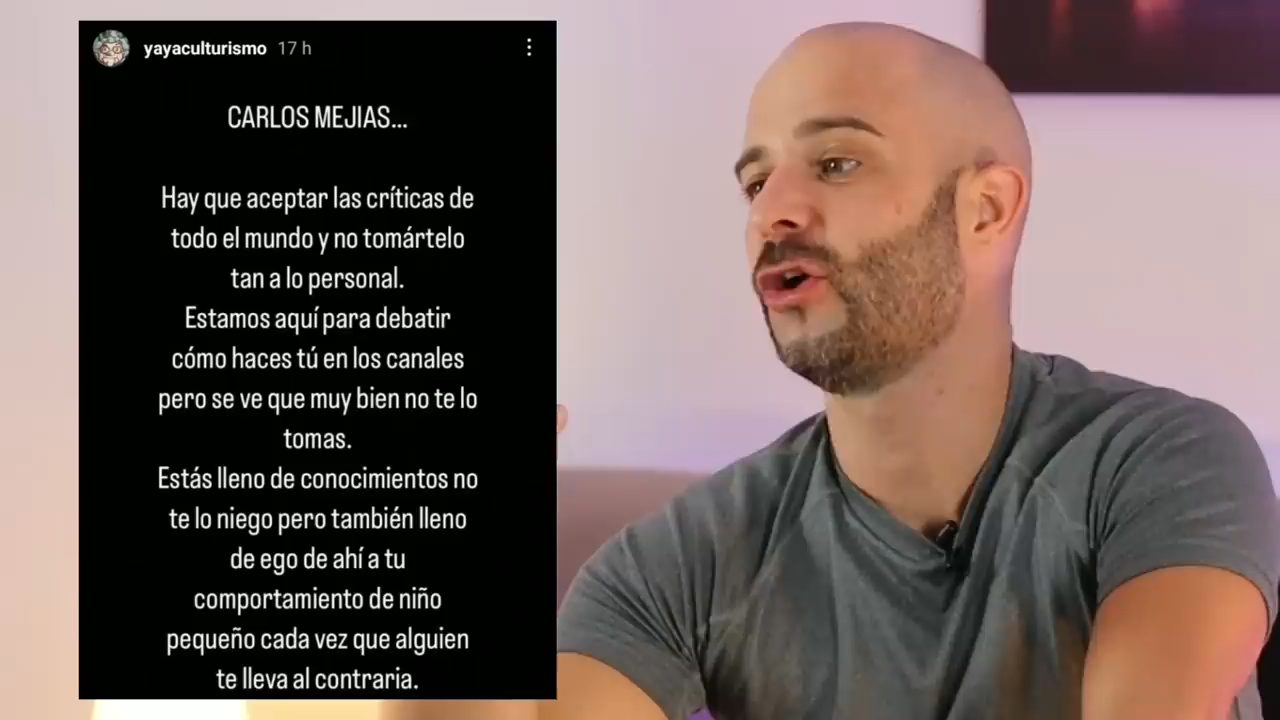 yayaculturismo 17 h
CARLOS MEJIAS...
Hay que aceptar las críticas de
todo el mundo y no tomártelo
tan a lo personal.
Estamos aquí para debatir
cómo haces tú en los canales
pero se ve que muy bien no te lo
tomas.
Estás lleno de conocimientos no
te lo niego pero también lleno
de ego de ahí a tu
comportamiento de niño
pequeño cada vez que alguien
te lleva al contraria.